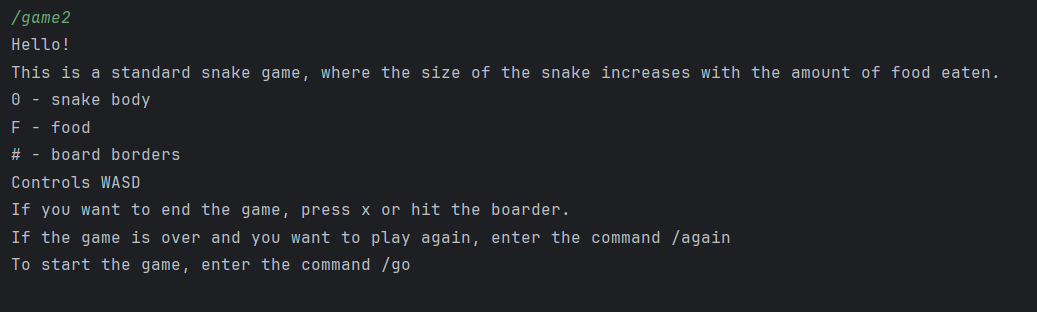 /game2
Hello!
This is a standard snake game, where the size of the snake increases with the amount of food eaten.
0 - snake body
F - food
# - board borders
Controls WASD
If you want to end the game, press x or hit the boarder.
If the game is over and you want to play again, enter the command /again
To start the game, enter the command /go